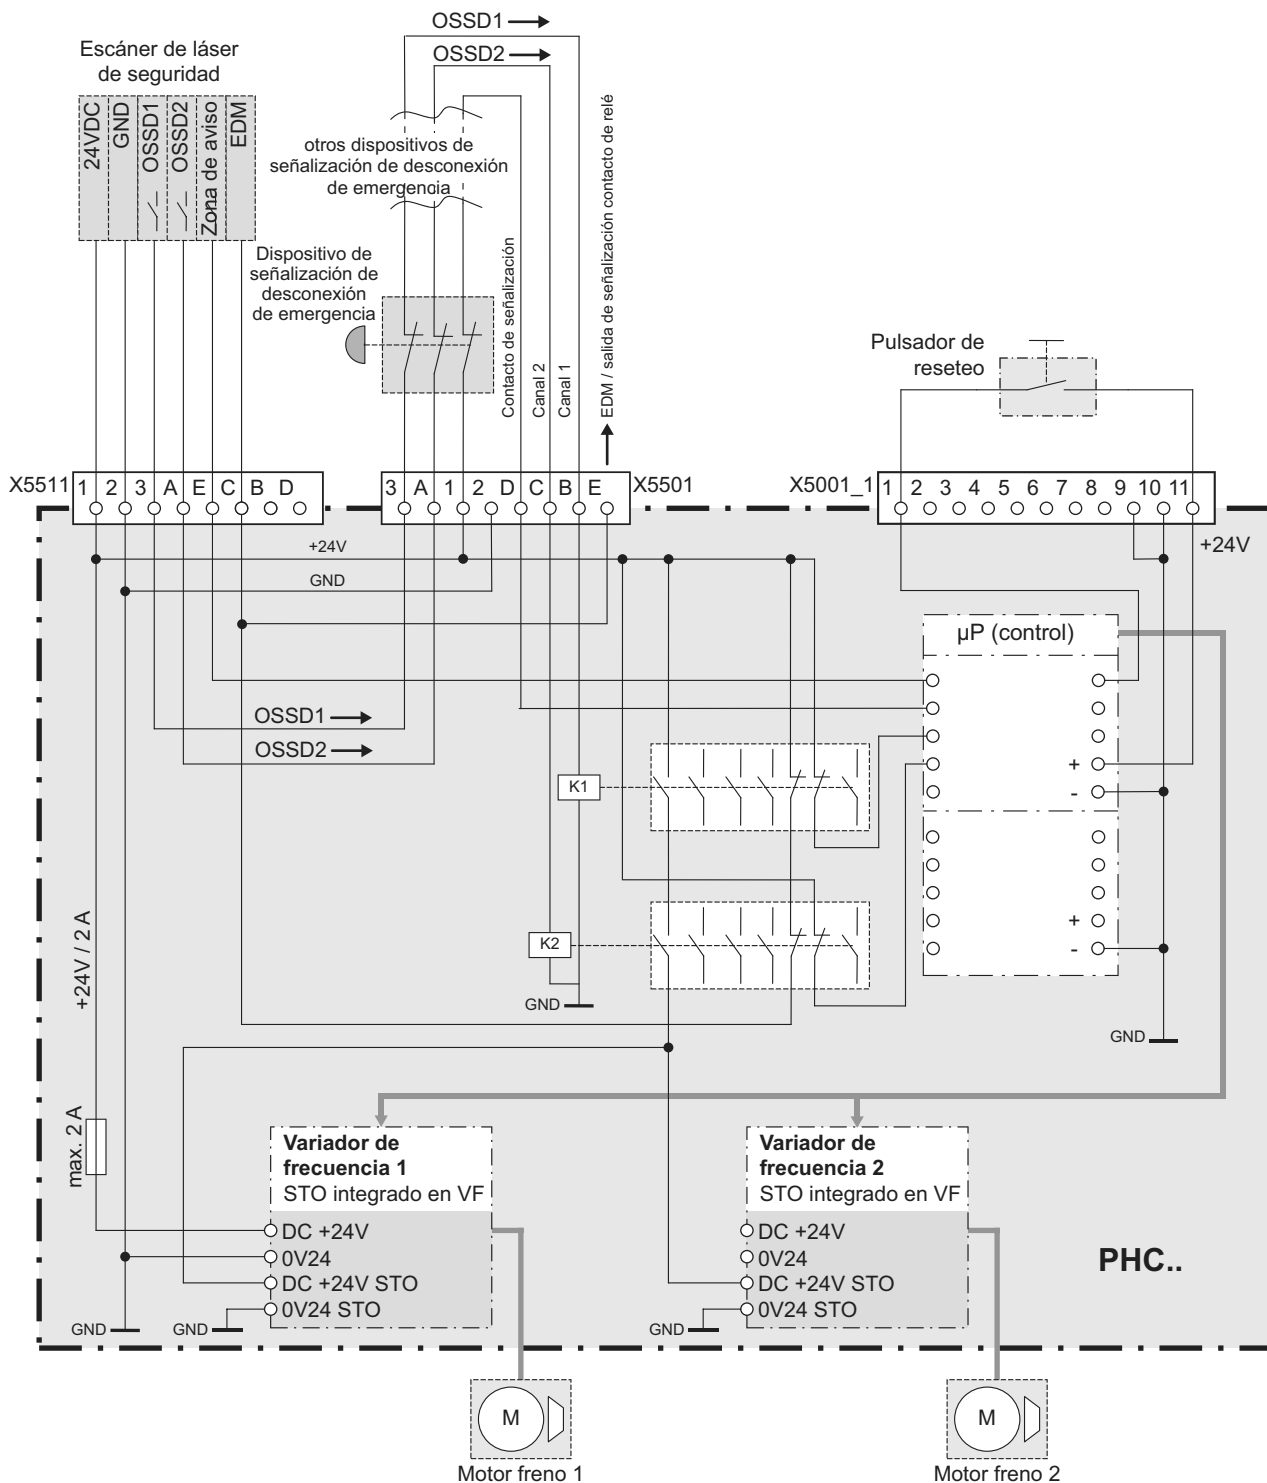 OSSD1
OSSD2
Escáner de láser
de seguridad
24VDC
GND
OSSD1
OSSD2
Zona de aviso
EDM
otros dispositivos de
señalización de desconexión
de emergencia
Dispositivo de
señalización de
desconexión
de emergencia
Contacto de señalización
Canal 2
Canal 1
EDM / salida de señalización contacto de relé
Pulsador de
reseteo
X5511
1 2 3 A E C B D
3 A 1 2 D C B E
X5501
X5001_1
1 2 3 4 5 6 7 8 9 10 11
+24V
+24V
GND
µP (control)
OSSD1
OSSD2
+
-
K1
K2
+
-
GND
GND
+24V / 2 A
max. 2 A
Variador de
frecuencia 1
STO integrado en VF
DC +24V
0V24
DC +24V STO
0V24 STO
Variador de
frecuencia 2
STO integrado en VF
DC +24V
0V24
DC +24V STO
0V24 STO
PHC..
GND
GND
GND
M
M
Motor freno 1
Motor freno 2